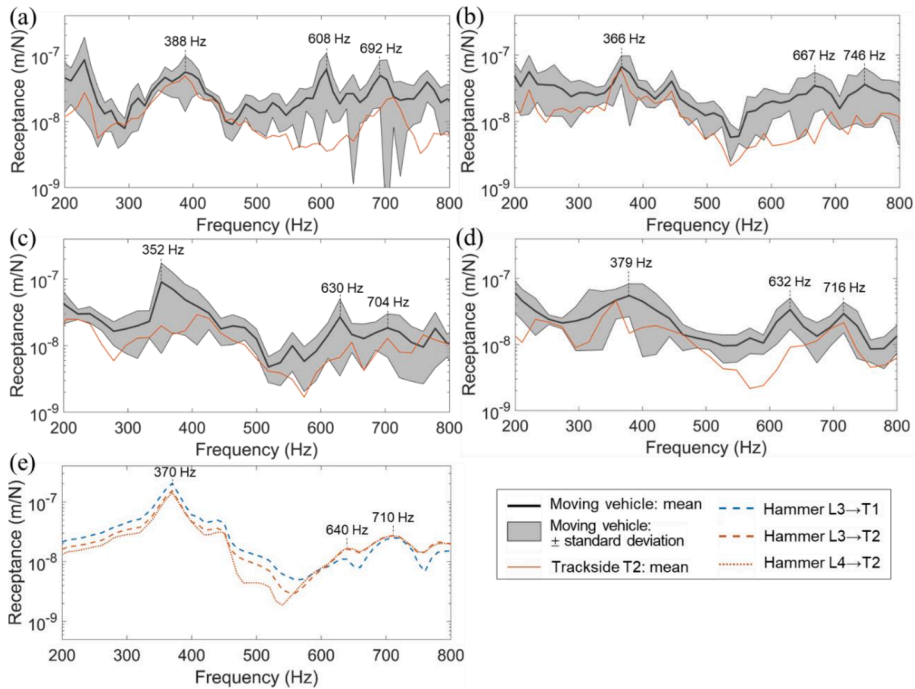 (a)
Receptance (m/N)
10-7
10-8
10-9
388 Hz
608 Hz
692 Hz
200 300 400 500 600 700 800
Frequency (Hz)
(b)
Receptance (m/N)
10-7
10-8
10-9
366 Hz
667 Hz 746 Hz
200 300 400 500 600 700 800
Frequency (Hz)
(c)
Receptance (m/N)
10-7
10-8
10-9
352 Hz
630 Hz
704 Hz
200 300 400 500 600 700 800
Frequency (Hz)
(d)
Receptance (m/N)
10-7
10-8
10-9
379 Hz
632 Hz
716 Hz
200 300 400 500 600 700 800
Frequency (Hz)
(e)
Receptance (m/N)
10-7
10-8
10-9
370 Hz
640 Hz
710 Hz
200 300 400 500 600 700 800
Frequency (Hz)
Moving vehicle: mean
Moving vehicle:
± standard deviation
Trackside T2: mean
Hammer L3→T1
Hammer L3→T2
Hammer L4→T2